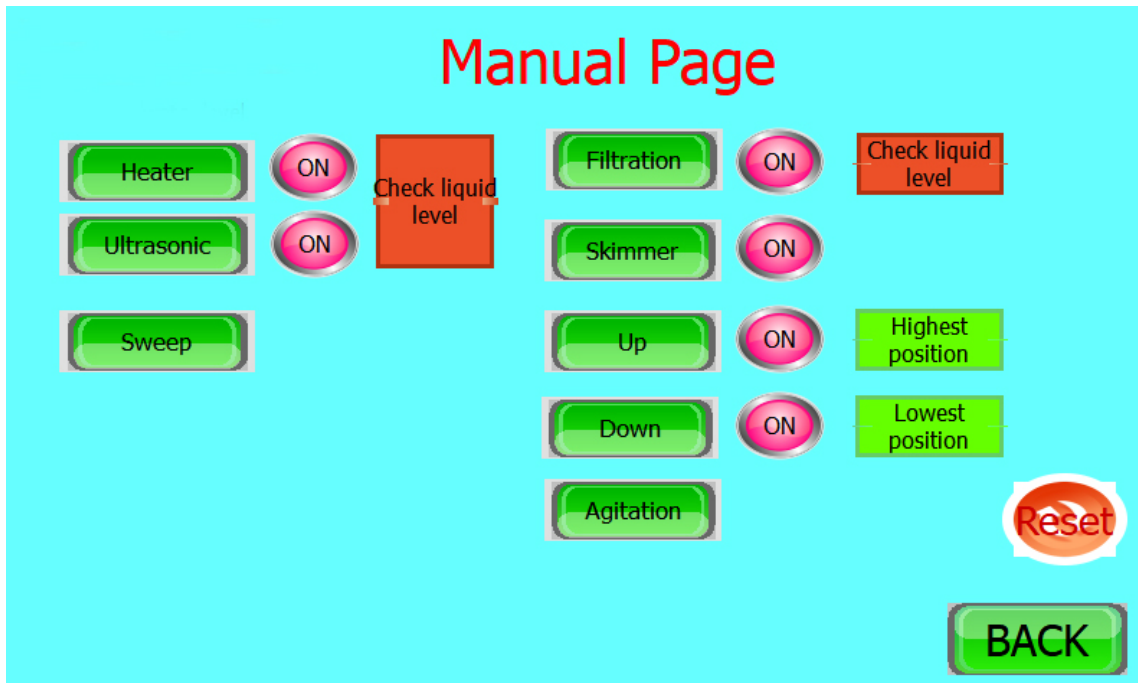 Manual Page
Heater
ON
Check liquid
level
Ultrasonic
ON
Sweep
Filtration
ON
Check liquid
level
Skimmer
ON
Up
ON
Highest
position
Down
ON
Lowest
position
Agitation
Reset
BACK